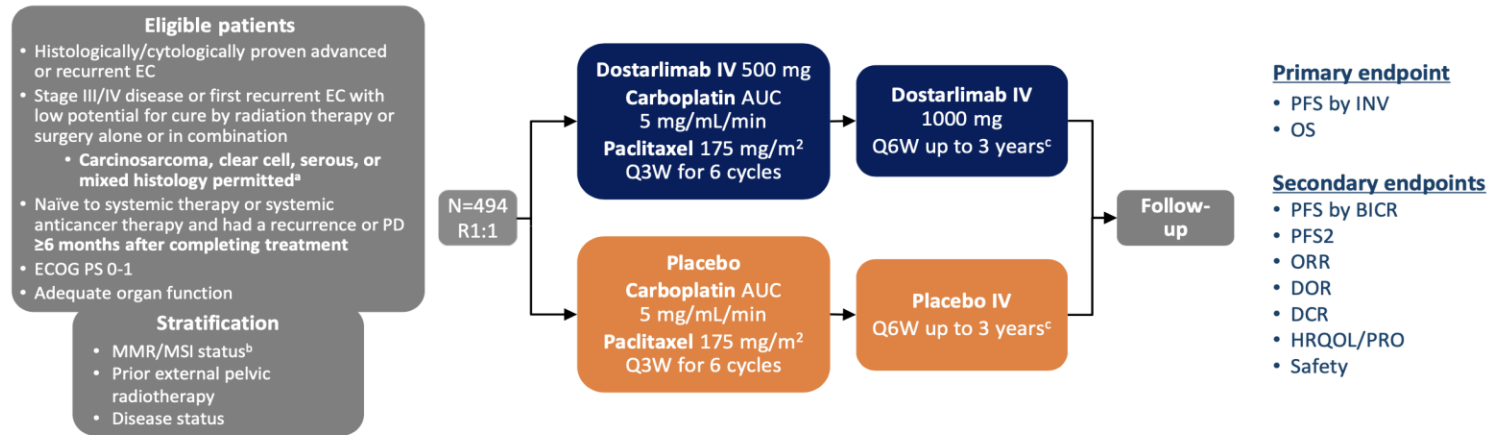 Eligible patients
• Histologically/cytologically proven advanced
or recurrent EC
• Stage III/IV disease or first recurrent EC with
low potential for cure by radiation therapy or
surgery alone or in combination
• Carcinosarcoma, clear cell, serous, or
mixed histology permittedᵃ
• Naïve to systemic therapy or systemic
anticancer therapy and had a recurrence or PD
≥6 months after completing treatment
• ECOG PS 0-1
• Adequate organ function
Stratification
• MMR/MSI statusᵇ
• Prior external pelvic
radiotherapy
• Disease status
N=494
R1:1
Dostarlimab IV 500 mg
Carboplatin AUC
5 mg/mL/min
Paclitaxel 175 mg/m²
Q3W for 6 cycles
Dostarlimab IV
1000 mg
Q6W up to 3 yearsᶜ
Placebo
Carboplatin AUC
5 mg/mL/min
Paclitaxel 175 mg/m²
Q3W for 6 cycles
Placebo IV
Q6W up to 3 yearsᶜ
Follow-
up
Primary endpoint
• PFS by INV
• OS
Secondary endpoints
• PFS by BICR
• PFS2
• ORR
• DOR
• DCR
• HRQOL/PRO
• Safety